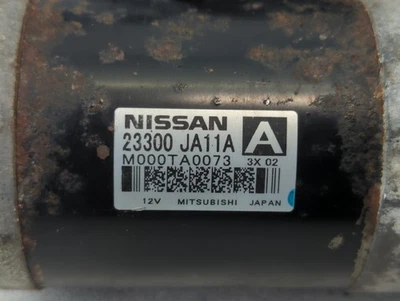 NISSAN A
23300 JA11A
M000TA0073 3X 02
12V MITSUBISHI JAPAN